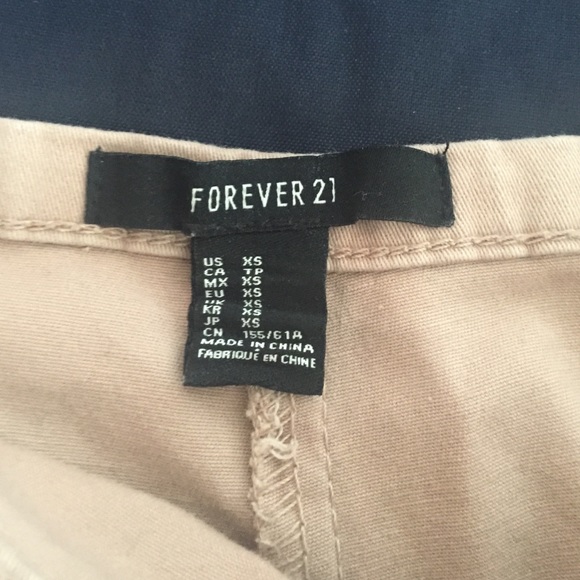 FOREVER 21
US XS
CA TP
MX XS
EU XS
UK XS
KR XS
JP XS
CN 155/61A
MADE IN CHINA
FABRIQUÉ EN CHINE